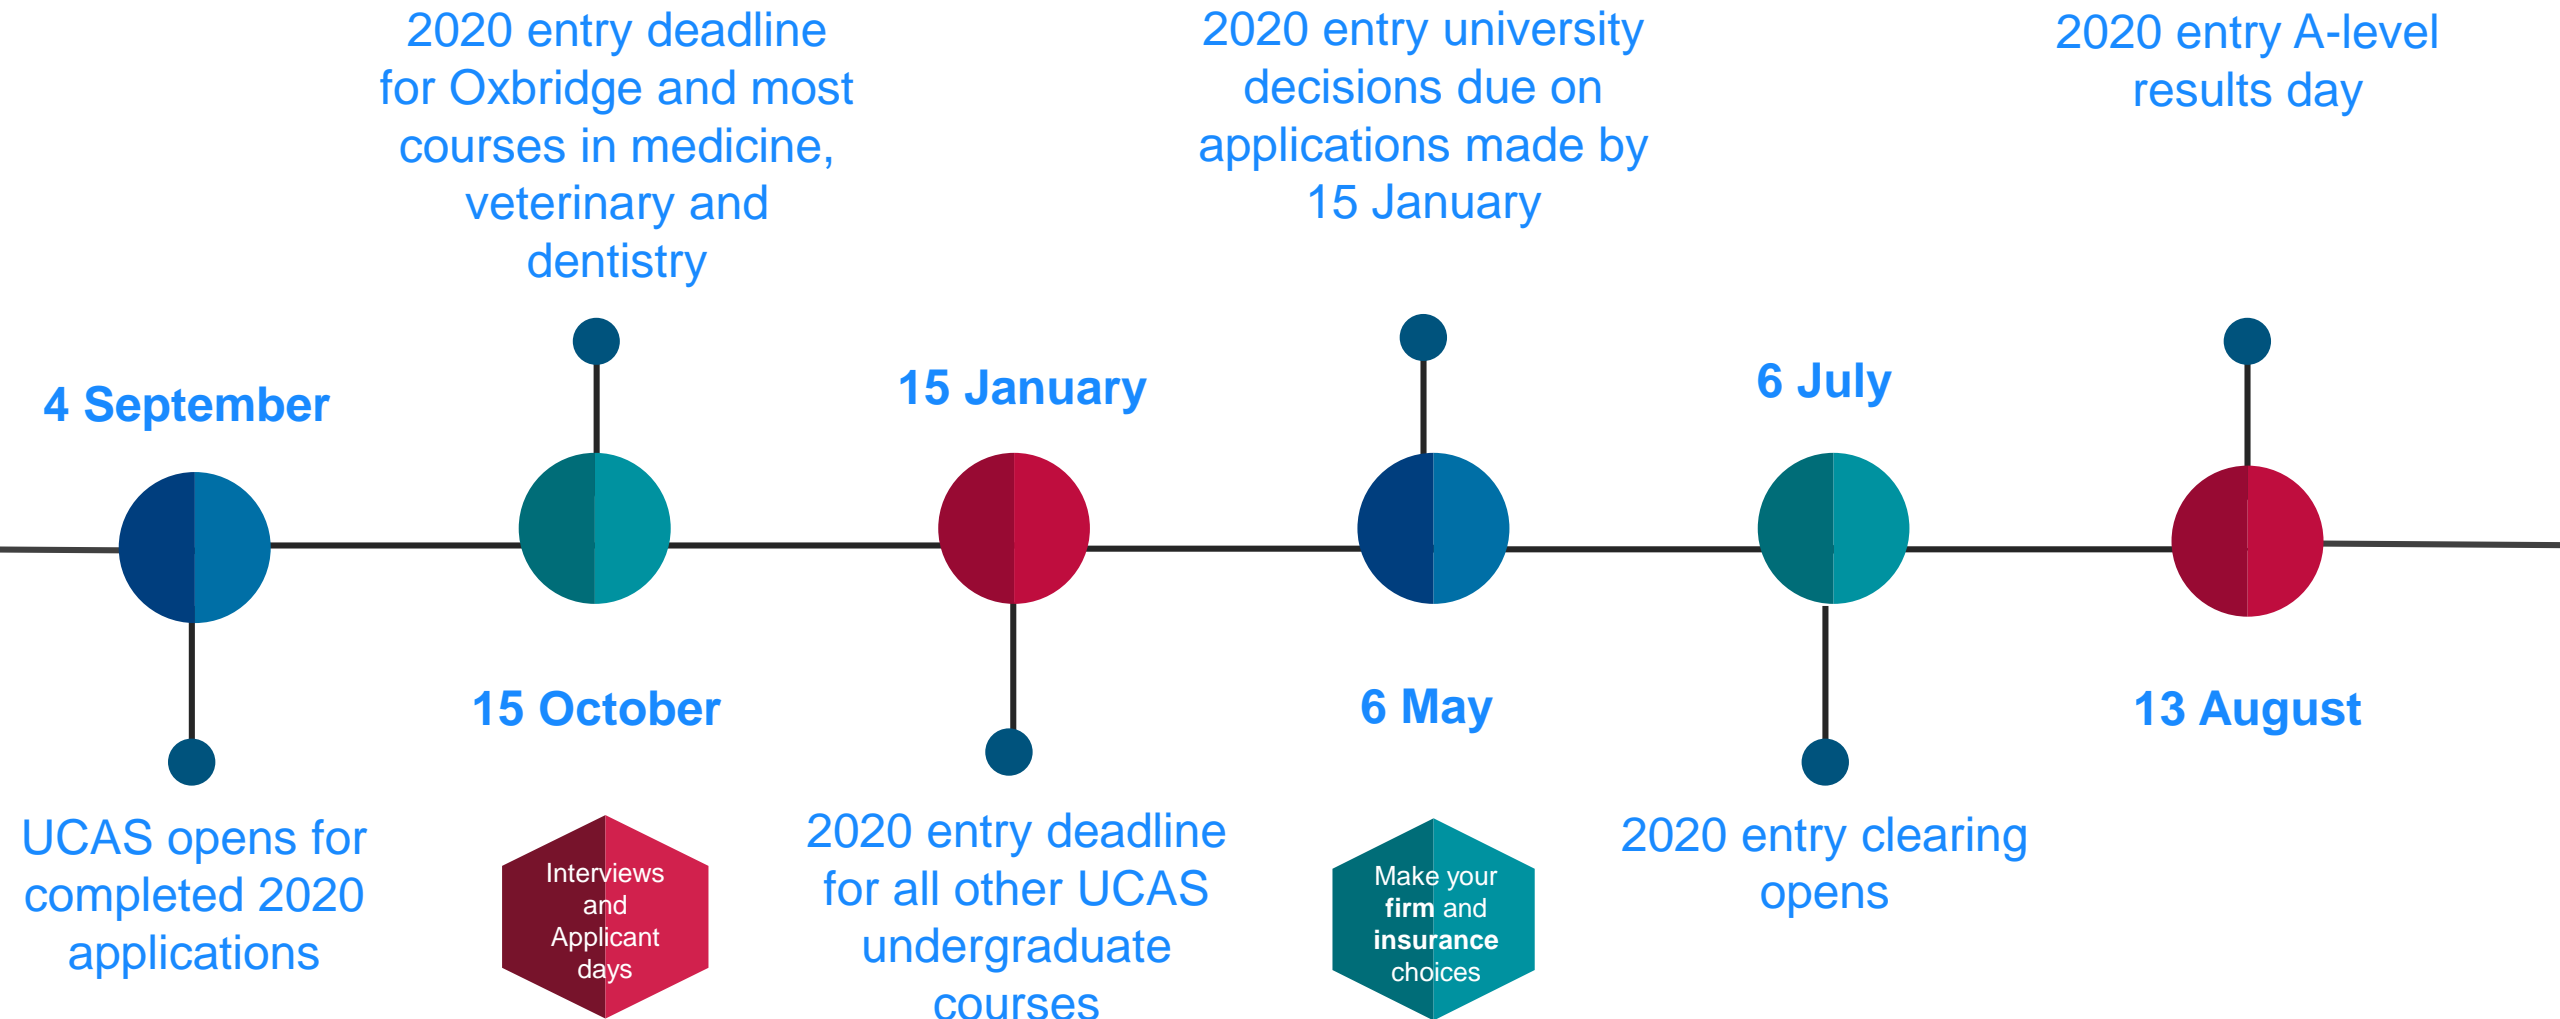 4 September
UCAS opens for
completed 2020
applications
2020 entry deadline
for Oxbridge and most
courses in medicine,
veterinary and
dentistry
15 October
Interviews
and
Applicant
days
15 January
2020 entry deadline
for all other UCAS
undergraduate
courses
2020 entry university
decisions due on
applications made by
15 January
6 May
Make your
firm and
insurance
choices
6 July
2020 entry clearing
opens
2020 entry A-level
results day
13 August